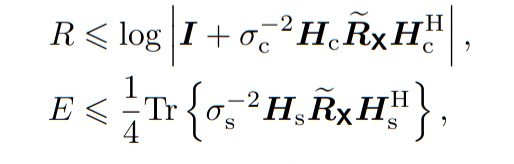 R ⩽ log |I + σ_c^{-2} H_c R̃_X H_c^H| ,
E ⩽ 1/4 Tr { σ_s^{-2} H_s R̃_X H_s^H } ,